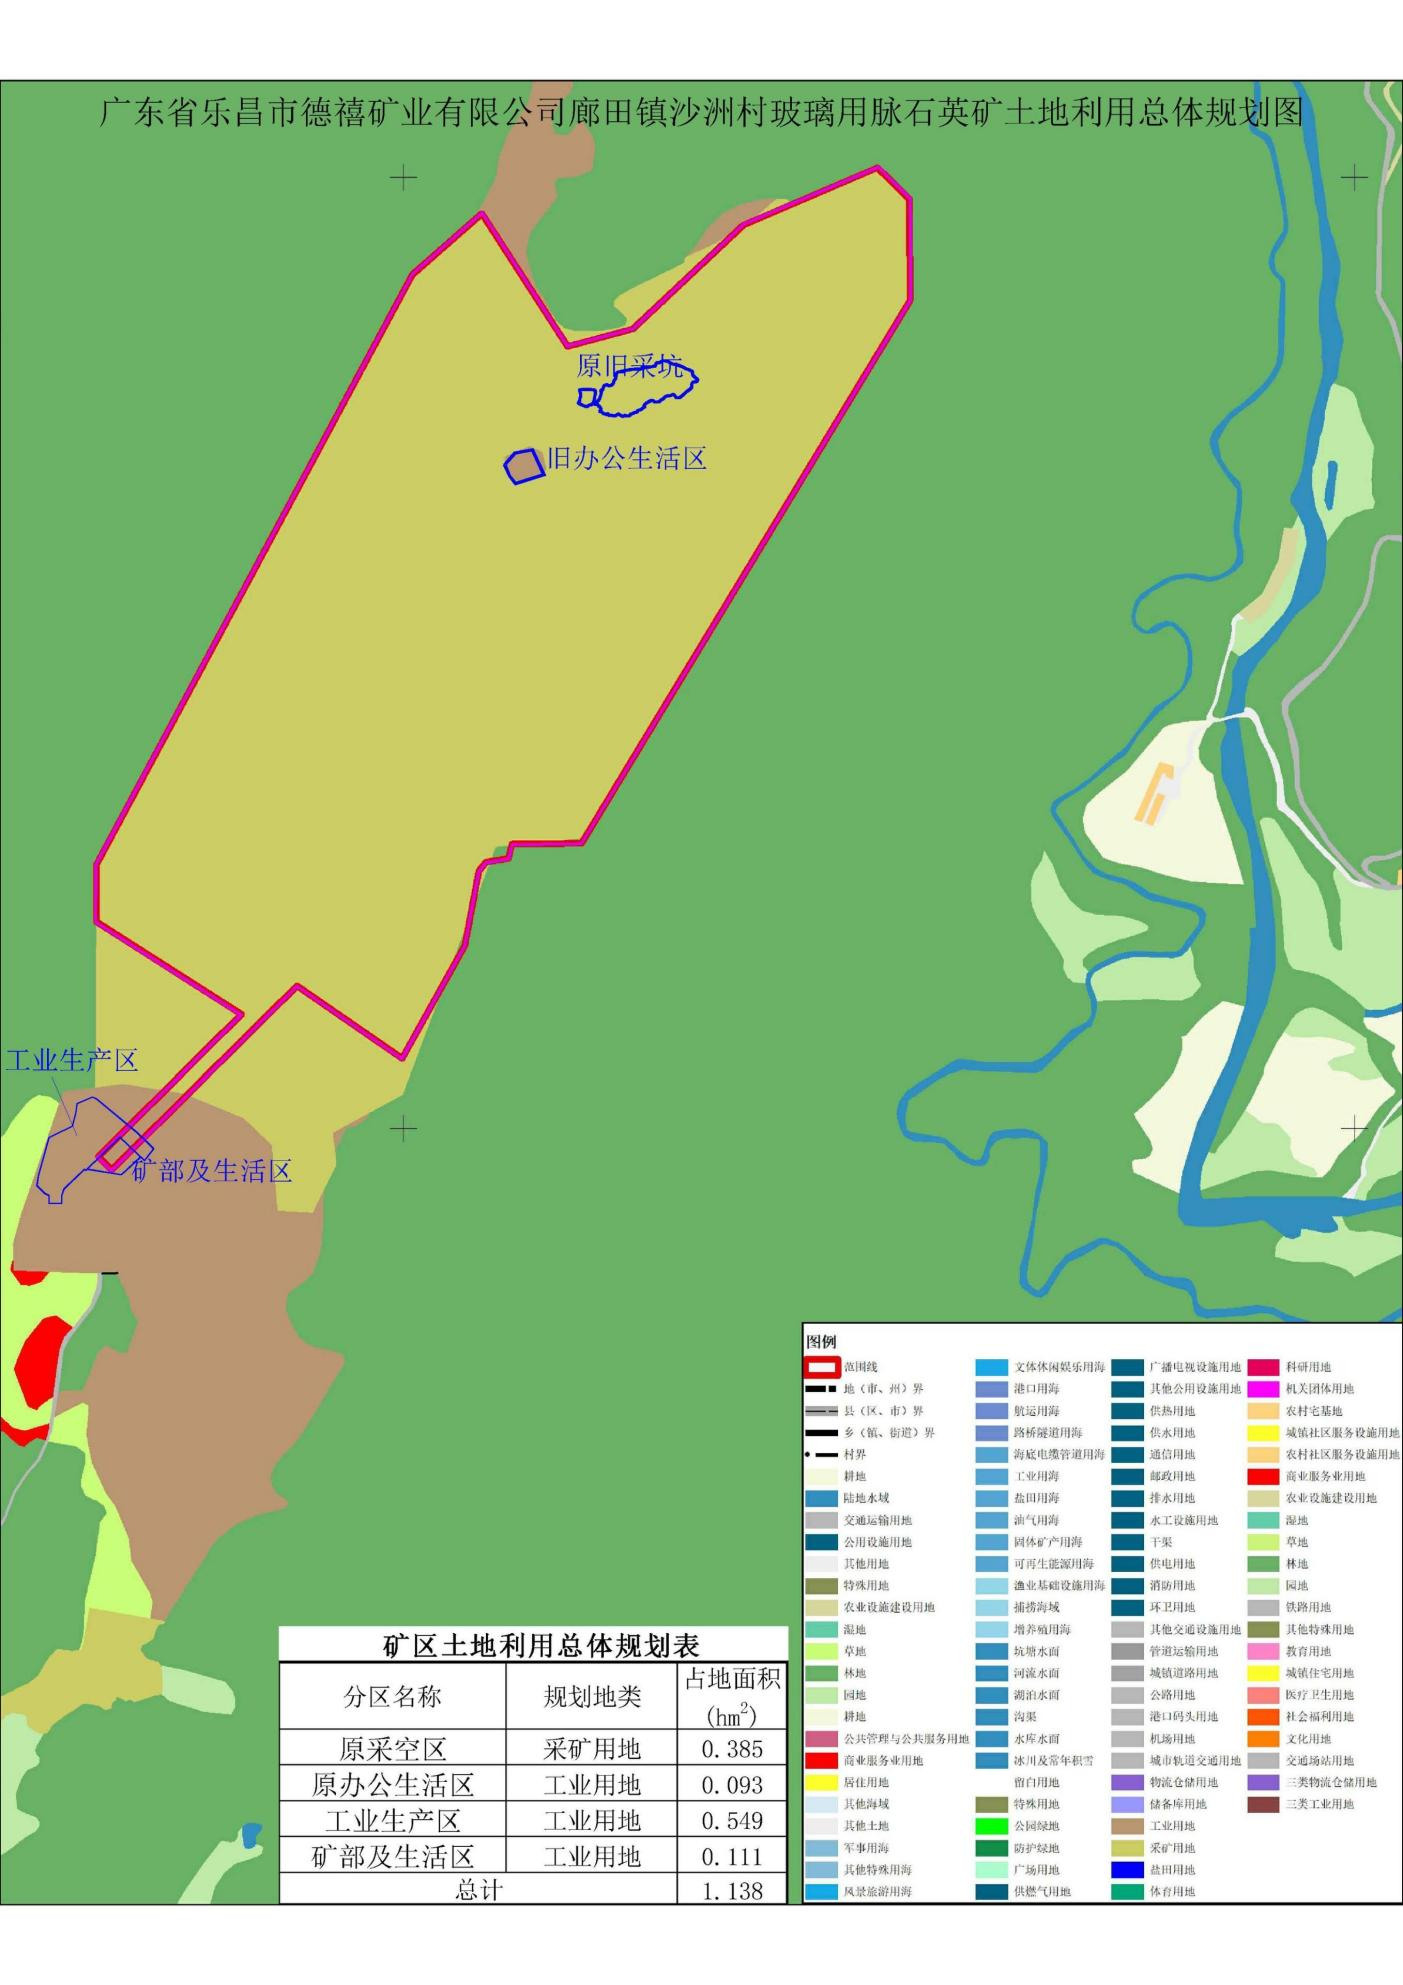 广东省乐昌市德禧矿业有限公司廊田镇沙洲村玻璃用脉石英矿土地利用总体规划图
原旧采坑
旧办公生活区
工业生产区
矿部及生活区
矿区土地利用总体规划表
分区名称 规划地类 占地面积(hm²)
原采空区 采矿用地 0.385
原办公生活区 工业用地 0.093
工业生产区 工业用地 0.549
矿部及生活区 工业用地 0.111
总计 1.138
图例
范围线 文体休闲娱乐用海 广播电视设施用地 科研用地
地（市、州）界 港口用海 其他公用设施用地 机关团体用地
县（区、市）界 航运用海 供热用地 农村宅基地
乡（镇、街道）界 路桥隧道用海 供水用地 城镇社区服务设施用地
村界 海底电缆管道用海 通信用地 农村社区服务设施用地
耕地 工业用海 邮政用地 商业服务业用地
陆地水域 盐田用海 排水用地 农业设施建设用地
交通运输用地 油气用海 水工设施用地 湿地
公用设施用地 固体矿产用海 干渠 草地
其他用地 可再生能源用海 供电用地 林地
特殊用地 渔业基础设施用海 消防用地 园地
农业设施建设用地 捕捞海域 环卫用地 铁路用地
湿地 增养殖用海 其他交通设施用地 其他特殊用地
草地 坑塘水面 管道运输用地 教育用地
林地 河流水面 城镇道路用地 城镇住宅用地
园地 湖泊水面 公路用地 医疗卫生用地
耕地 沟渠 港口码头用地 社会福利用地
公共管理与公共服务用地 水库水面 机场用地 文化用地
商业服务业用地 冰川及常年积雪 城市轨道交通用地 交通场站用地
居住用地 留白用地 物流仓储用地 三类物流仓储用地
其他海域 特殊用地 储备库用地 三类工业用地
其他土地 公园绿地 工业用地
军事用海 防护绿地 采矿用地
其他特殊用海 广场用地 盐田用地
风景旅游用海 供燃气用地 体育用地